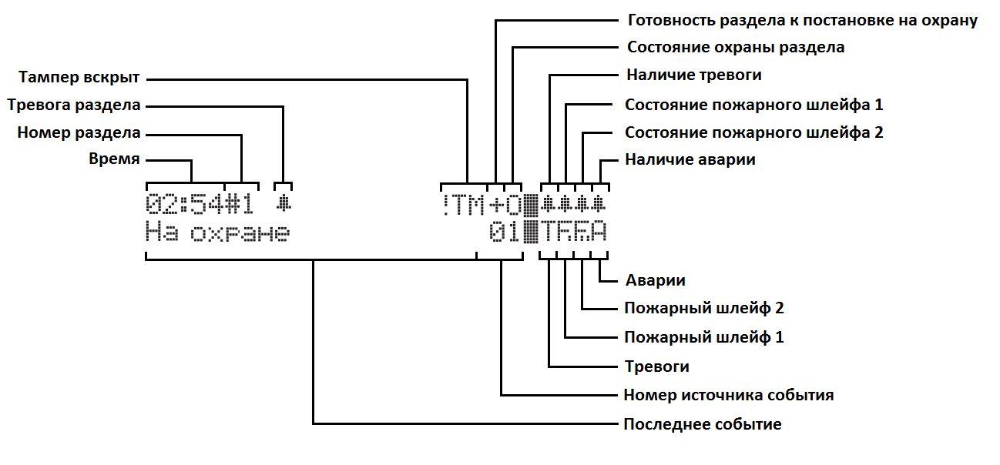 Готовность раздела к постановке на охрану
Состояние охраны раздела
Тампер вскрыт
Наличие тревоги
Тревога раздела
Состояние пожарного шлейфа 1
Номер раздела
Состояние пожарного шлейфа 2
Время
Наличие аварии
02:54#1 !TM+O
На охране 01 TF1F2A
Аварии
Пожарный шлейф 2
Пожарный шлейф 1
Тревоги
Номер источника события
Последнее событие